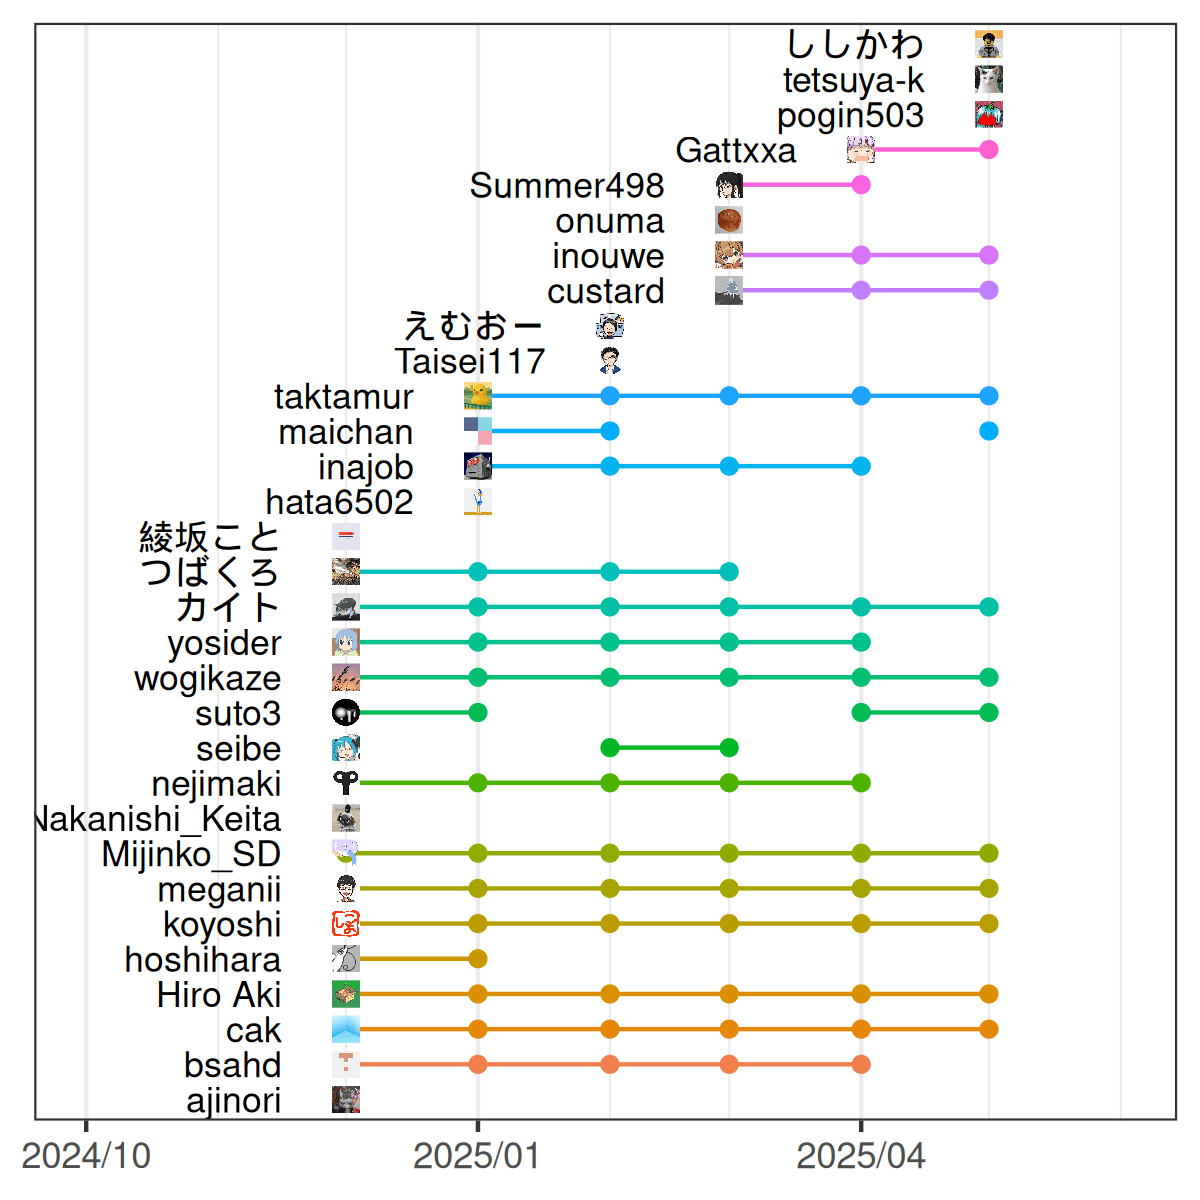 ししかわ
tetsuya-k
pogin503
Gattxxa
Summer498
onuma
inouwe
custard
えむおー
Taisei117
taktamur
maichan
inajob
hata6502
綾坂こと
つばくろ
カイト
yosider
wogikaze
suto3
seibe
nejimaki
Nakanishi_Keita
Mijinko_SD
meganii
koyoshi
hoshihara
Hiro Aki
cak
bsahd
ajinori
2024/10 2025/01 2025/04